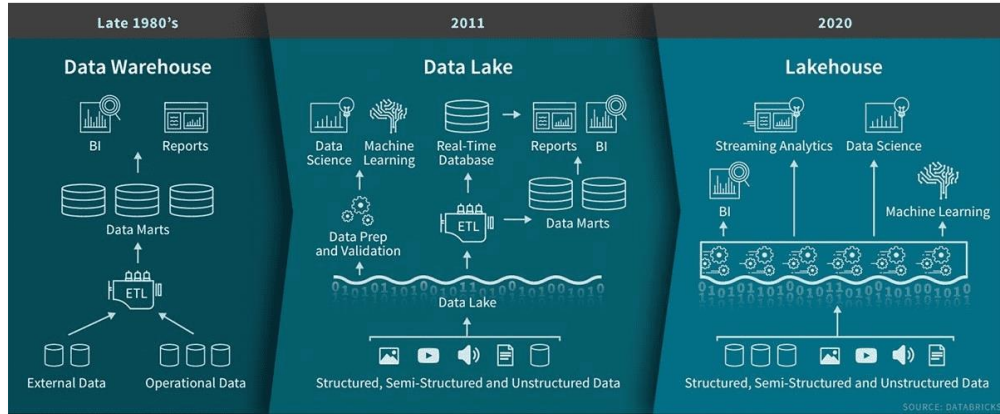 Late 1980's
Data Warehouse
BI
Reports
Data Marts
ETL
External Data
Operational Data
2011
Data Lake
Data
Science
Machine
Learning
Real-Time
Database
Reports
BI
Data Prep
and Validation
ETL
Data Marts
Data Lake
Structured, Semi-Structured and Unstructured Data
2020
Lakehouse
Streaming Analytics
Data Science
BI
Machine Learning
Structured, Semi-Structured and Unstructured Data
SOURCE: DATABRICKS